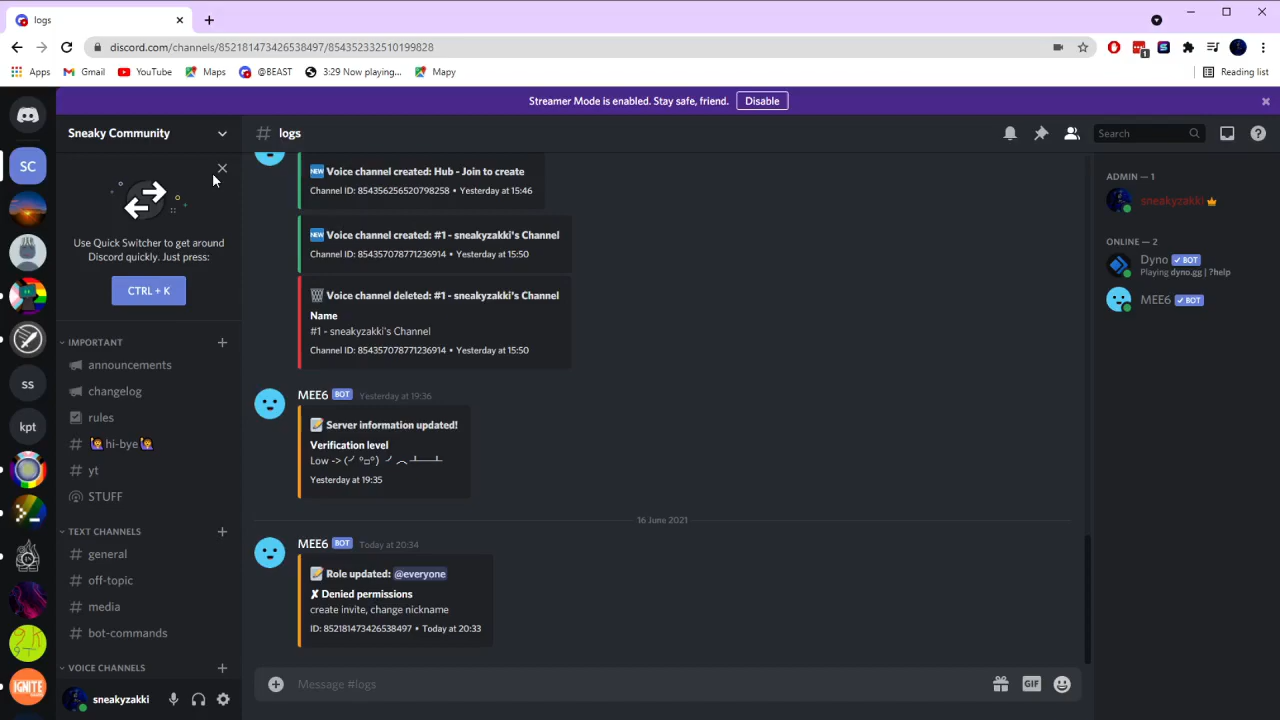 logs
discord.com/channels/852181473426538497/854352332510199828
1
Apps
Gmail
YouTube
Maps
@BEAST
3:29 Now playing...
Mapy
Reading list
Streamer Mode is enabled. Stay safe, friend.
Disable
Sneaky Community
logs
Search
SC
ss
kpt
IGNITE
Use Quick Switcher to get around
Discord quickly. Just press:
CTRL + K
IMPORTANT
announcements
changelog
rules
🙋hi-bye🙋
yt
STUFF
TEXT CHANNELS
general
off-topic
media
bot-commands
VOICE CHANNELS
sneakyzakki
NEW Voice channel created: Hub - Join to create
Channel ID: 854356256520798258 • Yesterday at 15:46
NEW Voice channel created: #1 - sneakyzakki's Channel
Channel ID: 854357078771236914 • Yesterday at 15:50
Voice channel deleted: #1 - sneakyzakki's Channel
Name
#1 - sneakyzakki's Channel
Channel ID: 854357078771236914 • Yesterday at 15:50
MEE6 BOT Yesterday at 19:36
Server information updated!
Verification level
Low -> (╯°□°）╯︵ ┻━┻
Yesterday at 19:35
16 June 2021
MEE6 BOT Today at 20:34
Role updated: @everyone
✘ Denied permissions
create invite, change nickname
ID: 852181473426538497 • Today at 20:33
Message #logs
GIF
ADMIN — 1
sneakyzakki
ONLINE — 2
Dyno ✓ BOT
Playing dyno.gg | ?help
MEE6 ✓ BOT